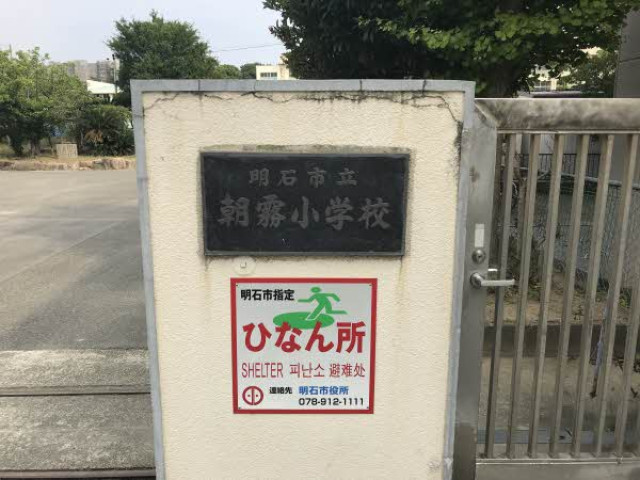 明石市立
朝霧小学校
明石市指定
ひなん所
SHELTER 피난소 避难处
連絡先 明石市役所
078-912-1111